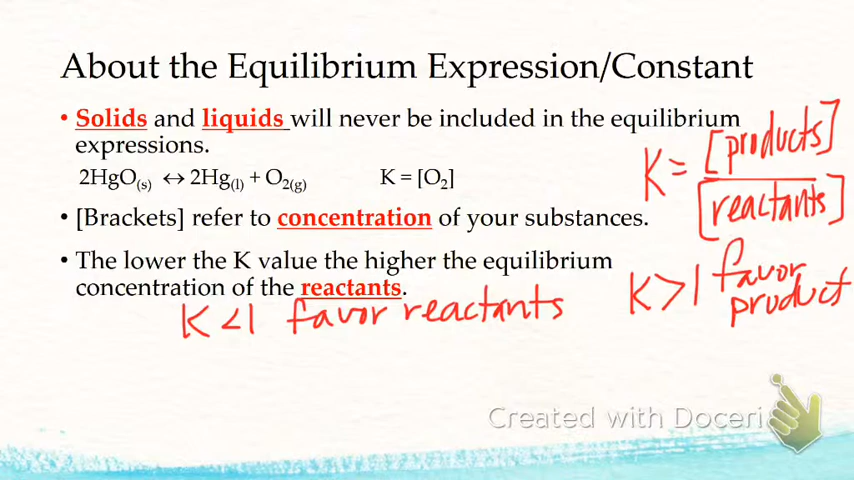 About the Equilibrium Expression/Constant
• Solids and liquids will never be included in the equilibrium
expressions.
2HgO(s) ↔ 2Hg(l) + O2(g) K = [O2]
K = [products]
[reactants]
• [Brackets] refer to concentration of your substances.
• The lower the K value the higher the equilibrium
concentration of the reactants.
K <1 favor reactants
K >1 favor
product
Created with Doceri